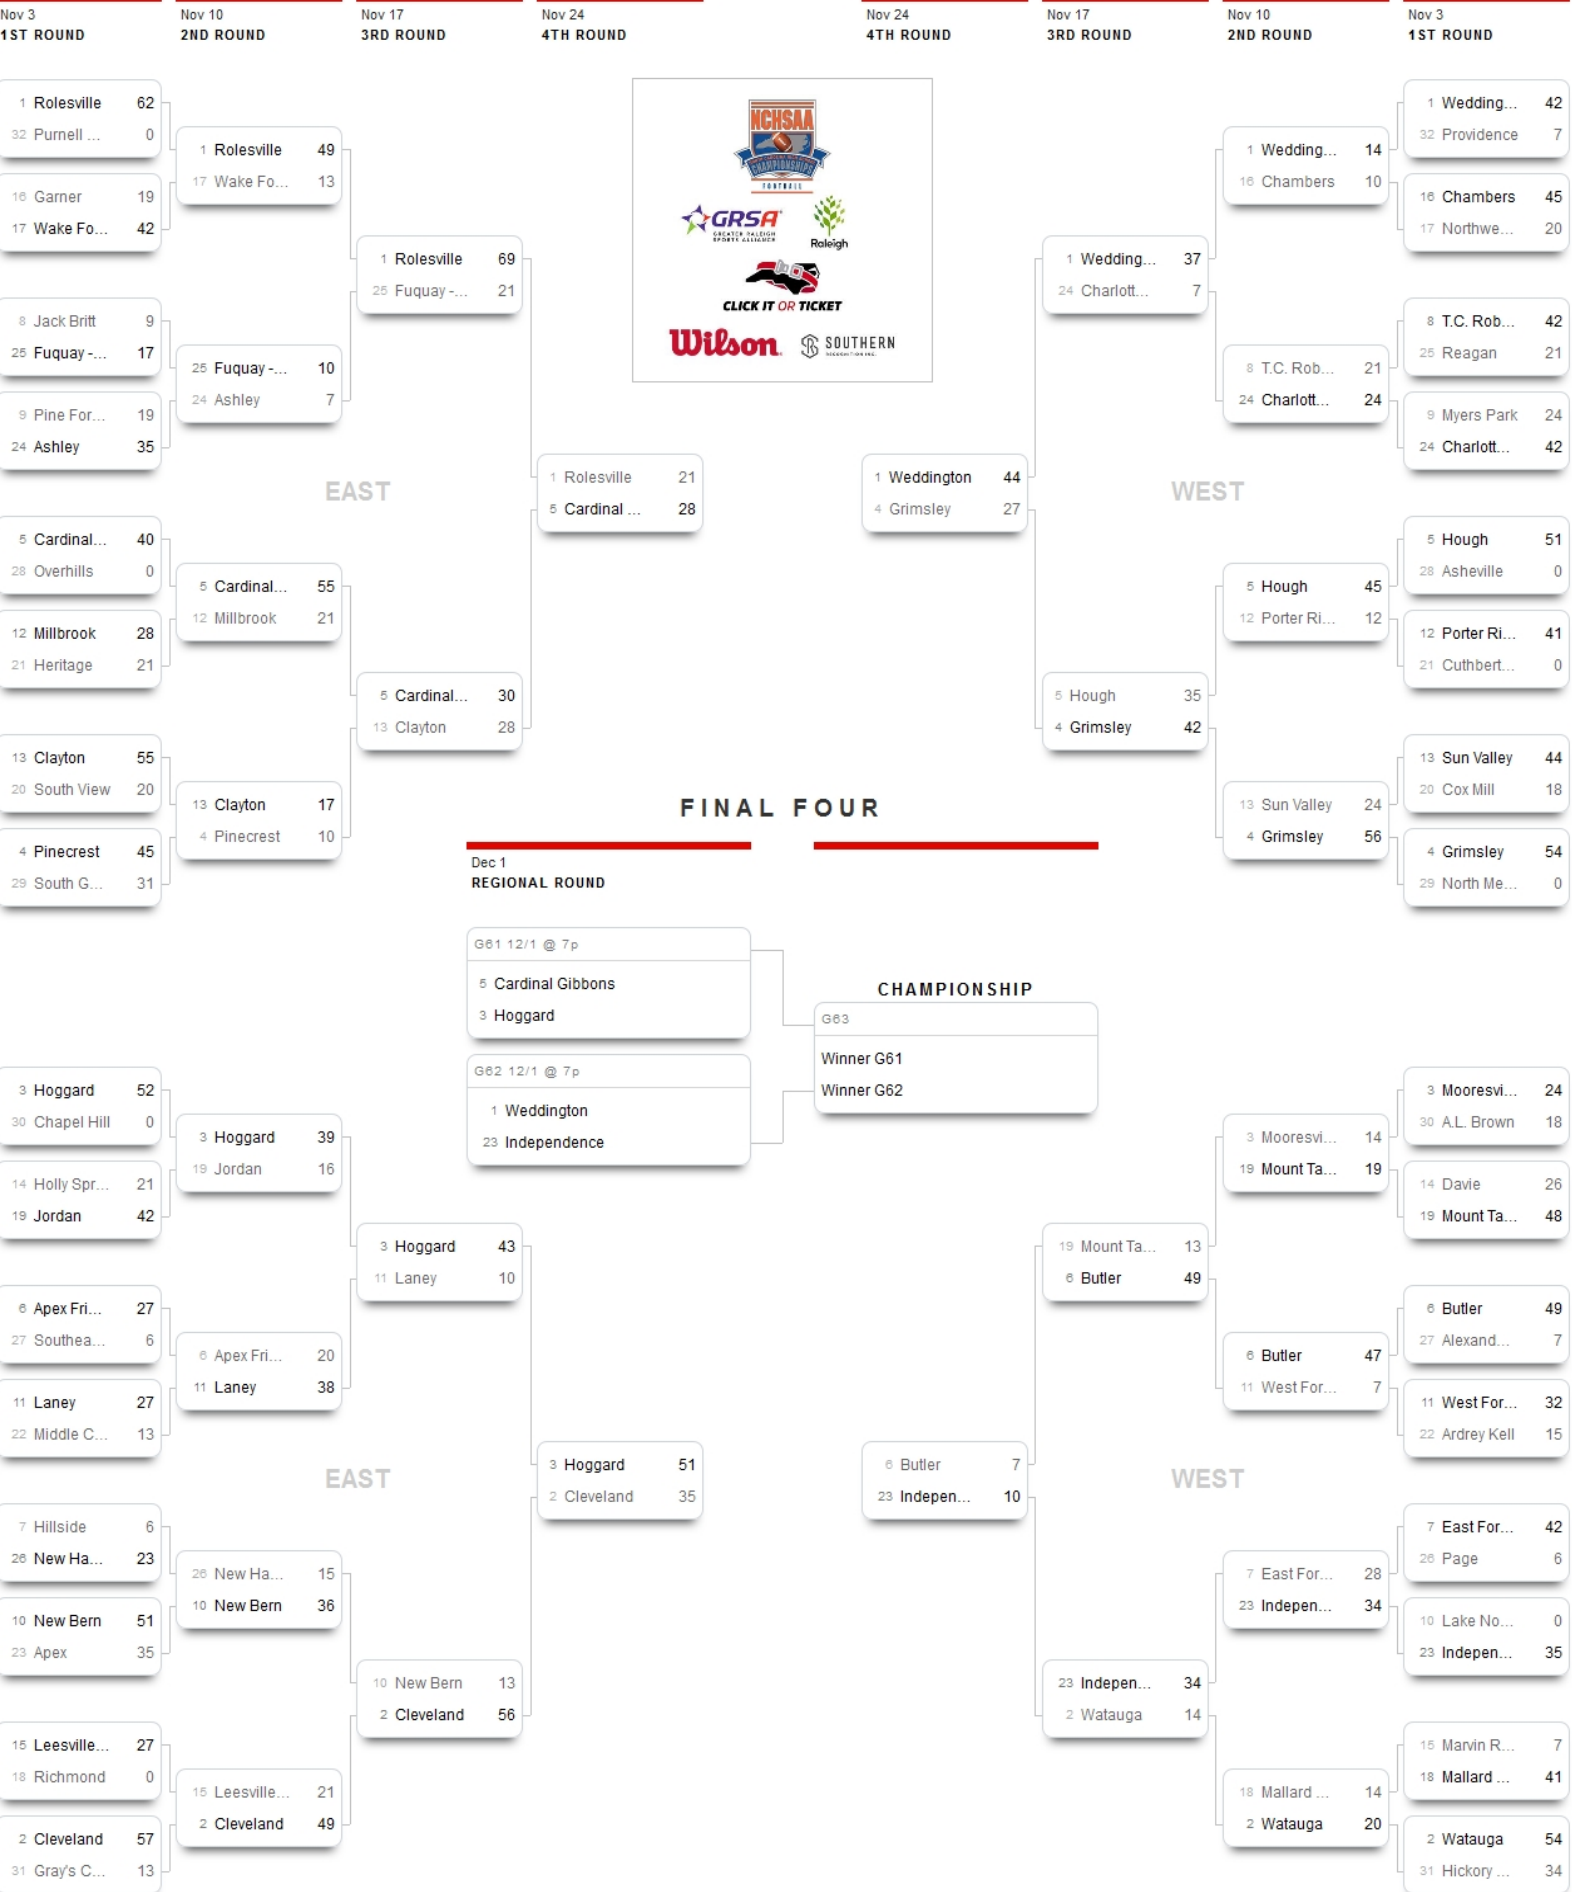 Nov 3
1ST ROUND
Nov 10
2ND ROUND
Nov 17
3RD ROUND
Nov 24
4TH ROUND
Nov 24
4TH ROUND
Nov 17
3RD ROUND
Nov 10
2ND ROUND
Nov 3
1ST ROUND
1 Rolesville 62
32 Purnell ... 0
16 Garner 19
17 Wake Fo... 42
8 Jack Britt 9
25 Fuquay -... 17
9 Pine For... 19
24 Ashley 35
5 Cardinal... 40
28 Overhills 0
12 Millbrook 28
21 Heritage 21
13 Clayton 55
20 South View 20
4 Pinecrest 45
29 South G... 31
1 Rolesville 49
17 Wake Fo... 13
25 Fuquay -... 10
24 Ashley 7
5 Cardinal... 55
12 Millbrook 21
13 Clayton 17
4 Pinecrest 10
1 Rolesville 69
25 Fuquay -... 21
5 Cardinal... 30
13 Clayton 28
EAST
1 Rolesville 21
5 Cardinal ... 28
NCHSAA
CHAMPIONSHIPS
FOOTBALL
GRSA
GREATER RALEIGH
SPORTS ALLIANCE
Raleigh
CLICK IT OR TICKET
Wilson
SOUTHERN
RECOGNITION INC.
1 Weddington 44
4 Grimsley 27
WEST
1 Wedding... 37
24 Charlott... 7
5 Hough 35
4 Grimsley 42
1 Wedding... 14
16 Chambers 10
8 T.C. Rob... 21
24 Charlott... 24
5 Hough 45
12 Porter Ri... 12
13 Sun Valley 24
4 Grimsley 56
1 Wedding... 42
32 Providence 7
16 Chambers 45
17 Northwe... 20
8 T.C. Rob... 42
25 Reagan 21
9 Myers Park 24
24 Charlott... 42
5 Hough 51
28 Asheville 0
12 Porter Ri... 41
21 Cuthbert... 0
13 Sun Valley 44
20 Cox Mill 18
4 Grimsley 54
29 North Me... 0
FINAL FOUR
Dec 1
REGIONAL ROUND
G61 12/1 @ 7p
5 Cardinal Gibbons
3 Hoggard
G62 12/1 @ 7p
1 Weddington
23 Independence
CHAMPIONSHIP
G63
Winner G61
Winner G62
3 Hoggard 52
30 Chapel Hill 0
14 Holly Spr... 21
19 Jordan 42
6 Apex Fri... 27
27 Southea... 6
11 Laney 27
22 Middle C... 13
7 Hillside 6
26 New Ha... 23
10 New Bern 51
23 Apex 35
15 Leesville... 27
18 Richmond 0
2 Cleveland 57
31 Gray's C... 13
3 Hoggard 39
19 Jordan 16
6 Apex Fri... 20
11 Laney 38
26 New Ha... 15
10 New Bern 36
15 Leesville... 21
2 Cleveland 49
3 Hoggard 43
11 Laney 10
10 New Bern 13
2 Cleveland 56
EAST
3 Hoggard 51
2 Cleveland 35
6 Butler 7
23 Indepen... 10
WEST
19 Mount Ta... 13
6 Butler 49
23 Indepen... 34
2 Watauga 14
3 Mooresvi... 14
19 Mount Ta... 19
6 Butler 47
11 West For... 7
7 East For... 28
23 Indepen... 34
18 Mallard ... 14
2 Watauga 20
3 Mooresvi... 24
30 A.L. Brown 18
14 Davie 26
19 Mount Ta... 48
6 Butler 49
27 Alexand... 7
11 West For... 32
22 Ardrey Kell 15
7 East For... 42
26 Page 6
10 Lake No... 0
23 Indepen... 35
15 Marvin R... 7
18 Mallard ... 41
2 Watauga 54
31 Hickory ... 34